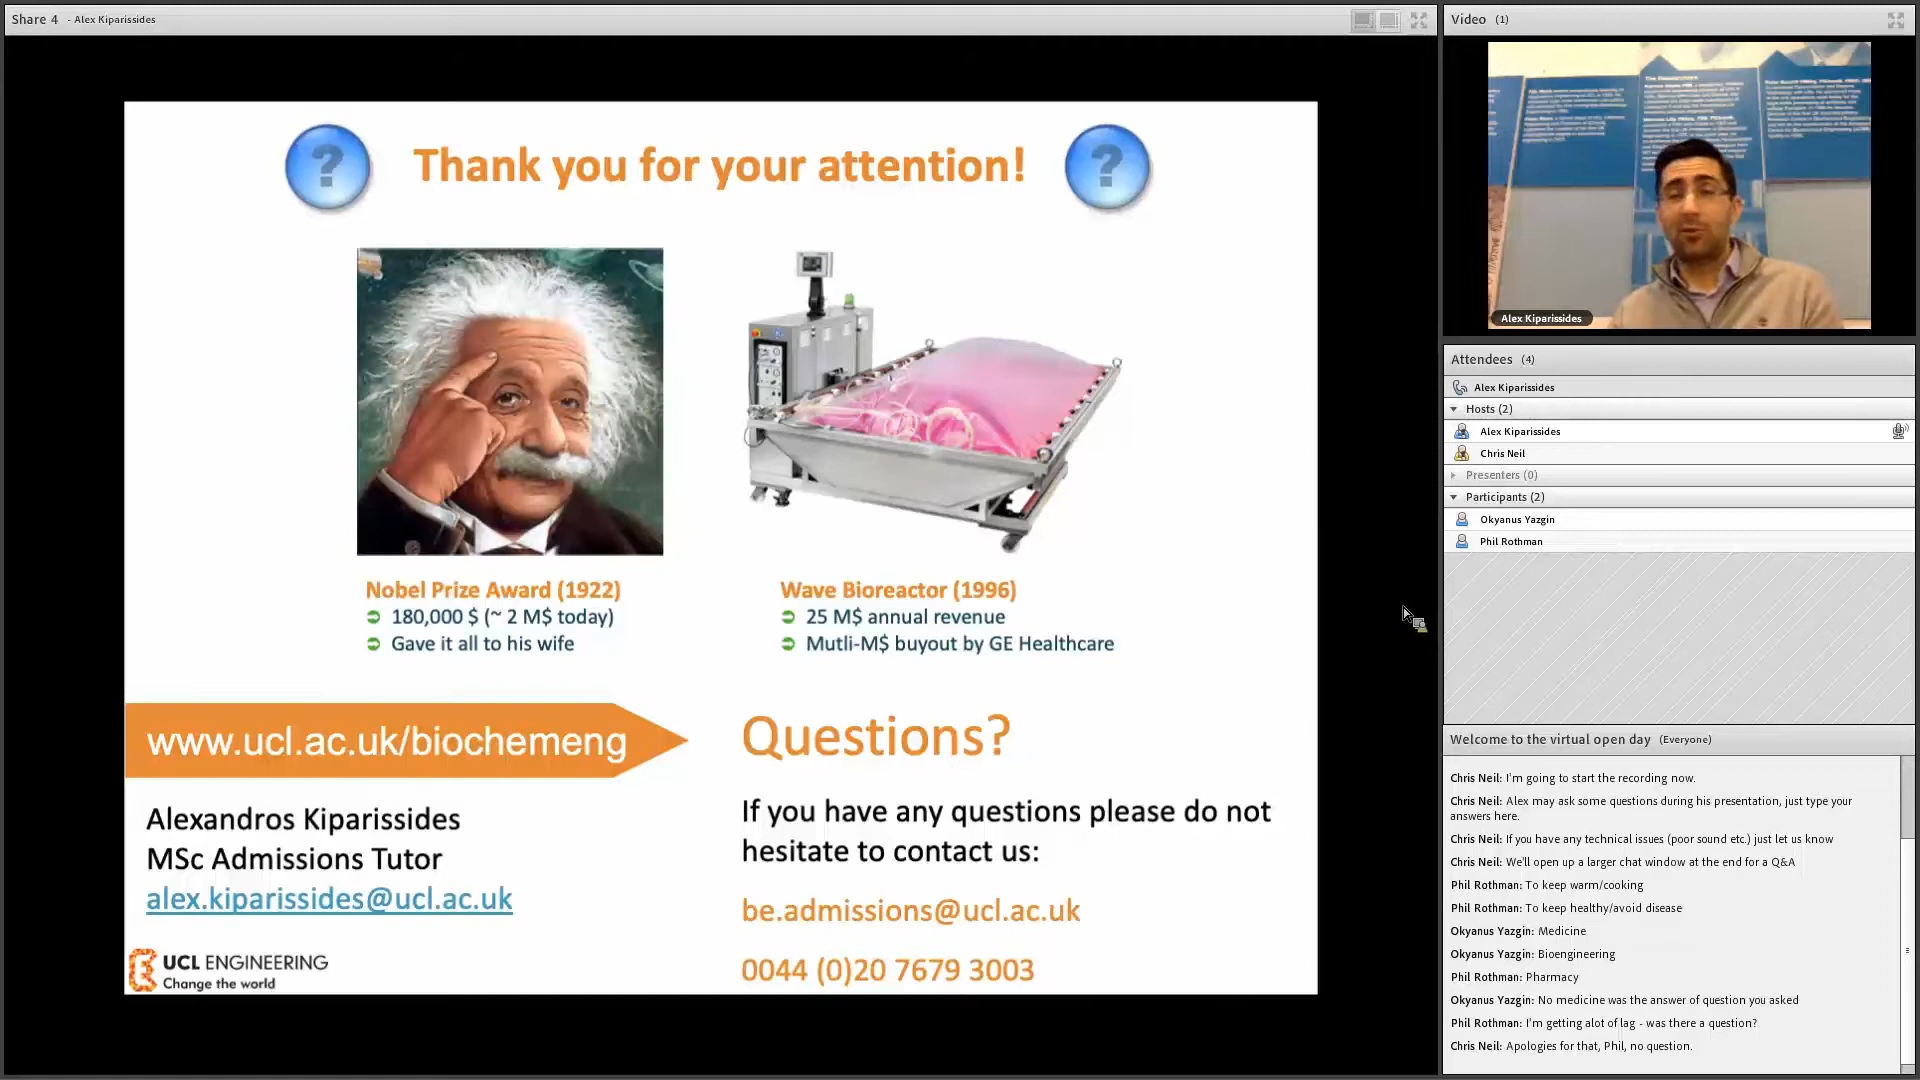 Share 4 - Alex Kiparissides
Thank you for your attention!
Nobel Prize Award (1922)
180,000 $ (~ 2 M$ today)
Gave it all to his wife
Wave Bioreactor (1996)
25 M$ annual revenue
Mutli-M$ buyout by GE Healthcare
www.ucl.ac.uk/biochemeng
Alexandros Kiparissides
MSc Admissions Tutor
alex.kiparissides@ucl.ac.uk
UCL ENGINEERING
Change the world
Questions?
If you have any questions please do not
hesitate to contact us:
be.admissions@ucl.ac.uk
0044 (0)20 7679 3003
Video (1)
The Researchers
Alex Kiparissides
Attendees (4)
Alex Kiparissides
Hosts (2)
Alex Kiparissides
Chris Neil
Presenters (0)
Participants (2)
Okyanus Yazgin
Phil Rothman
Welcome to the virtual open day (Everyone)
Chris Neil: I'm going to start the recording now.
Chris Neil: Alex may ask some questions during his presentation, just type your
answers here.
Chris Neil: If you have any technical issues (poor sound etc.) just let us know
Chris Neil: We'll open up a larger chat window at the end for a Q&A
Phil Rothman: To keep warm/cooking
Phil Rothman: To keep healthy/avoid disease
Okyanus Yazgin: Medicine
Okyanus Yazgin: Bioengineering
Phil Rothman: Pharmacy
Okyanus Yazgin: No medicine was the answer of question you asked
Phil Rothman: I'm getting alot of lag - was there a question?
Chris Neil: Apologies for that, Phil, no question.